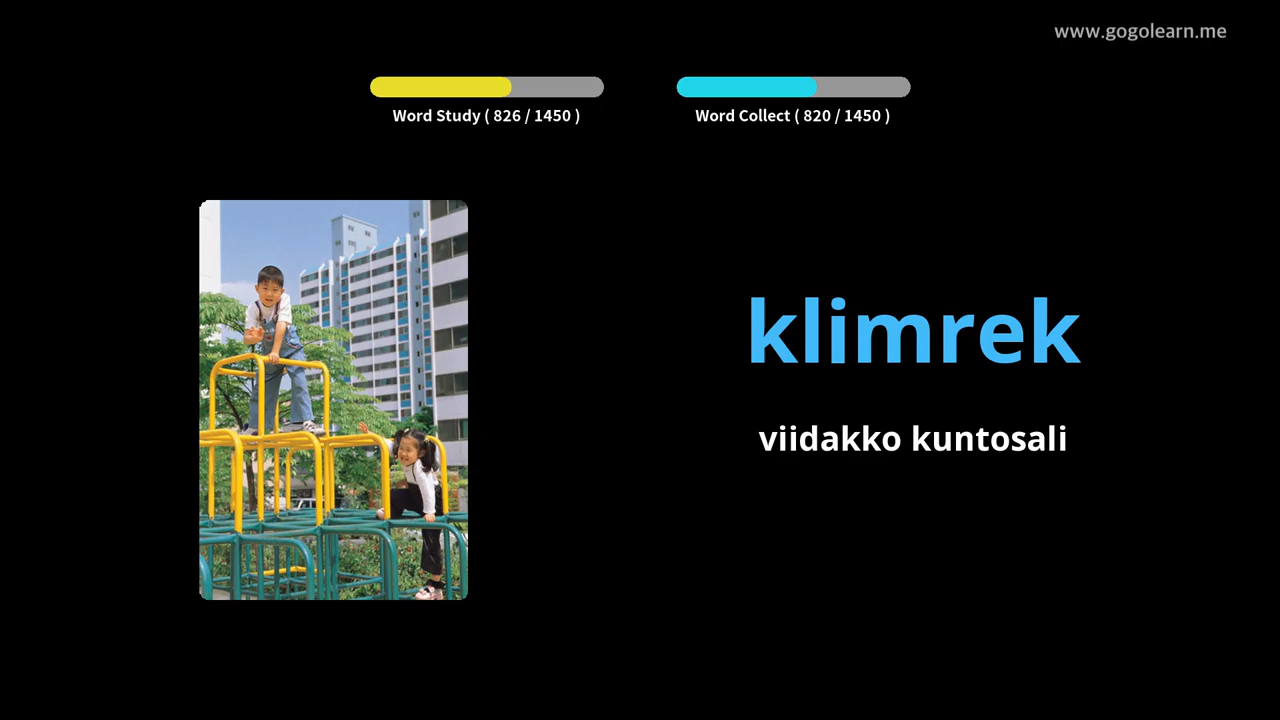 www.gogolearn.me
Word Study ( 826 / 1450 )
Word Collect ( 820 / 1450 )
klimrek
viidakko kuntosali